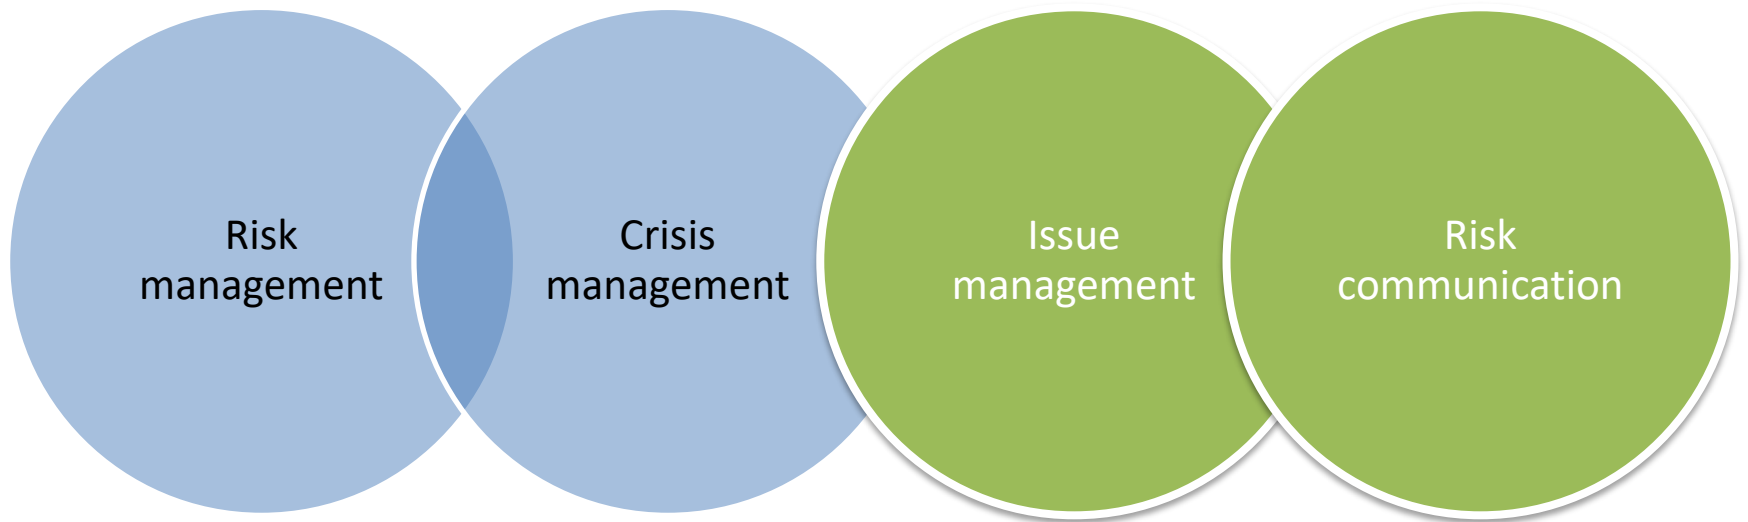 Risk
management
Crisis
management
Issue
management
Risk
communication